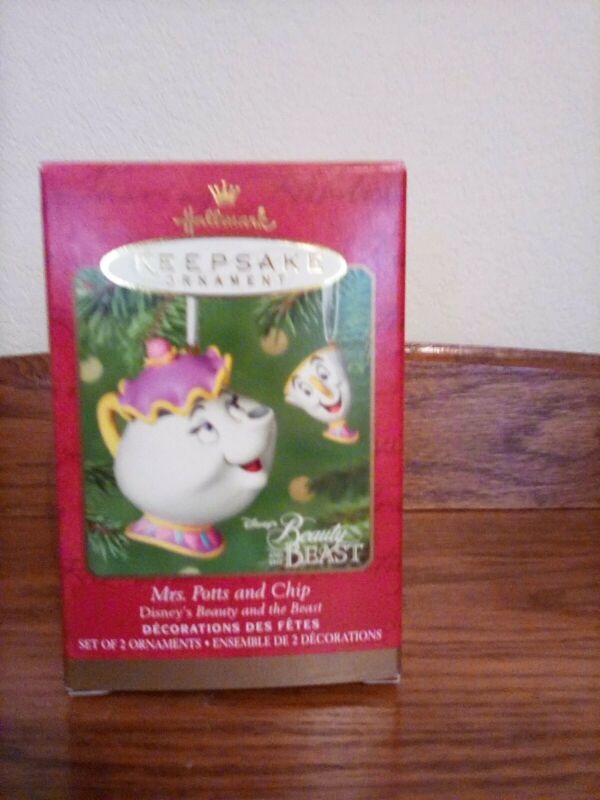 Hallmark
KEEPSAKE
ORNAMENT
Disney's
Beauty
AND THE
BEAST
Mrs. Potts and Chip
Disney's Beauty and the Beast
DÉCORATIONS DES FÊTES
SET OF 2 ORNAMENTS • ENSEMBLE DE 2 DÉCORATIONS